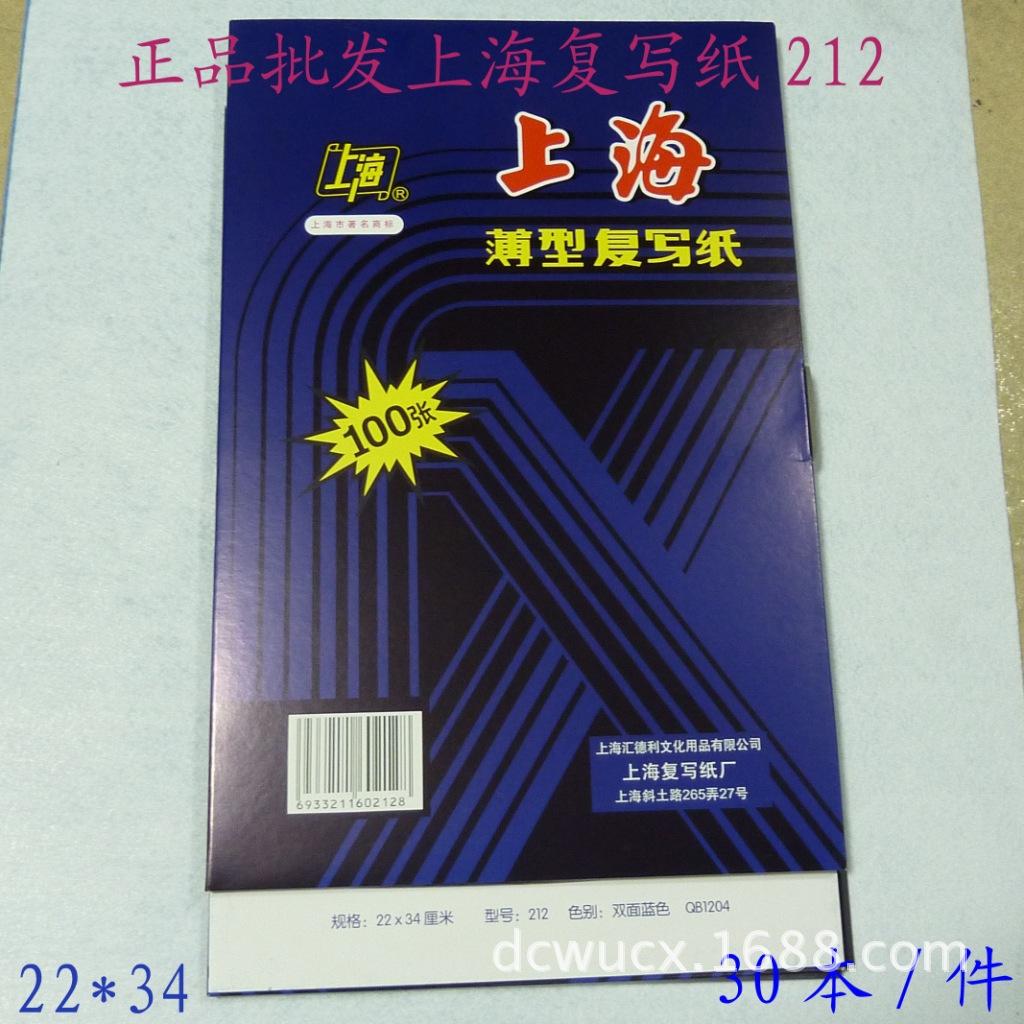 正品批发上海复写纸 212
上海
上海®
上海市著名商标
薄型复写纸
100张
6933211602128
上海汇德利文化用品有限公司
上海复写纸厂
上海斜土路265弄27号
规格：22×34厘米 型号：212 色别：双面蓝色 QB1204
dcwucx.1688.com
22*34
30本/件